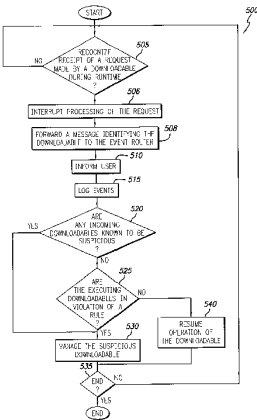 START
500
505
RECOGNIZE
RECEIPT OF A REQUEST
MADE BY A DOWNLOADABLE
DURING RUNTIME
?
NO
506
INTERRUPT PROCESSING OF THE REQUEST
508
FORWARD A MESSAGE IDENTIFYING THE
DOWNLOADABLE TO THE EVENT ROUTER
510
INFORM USER
515
LOG EVENTS
520
ARE
ANY INCOMING
DOWNLOADABLES KNOWN TO BE
SUSPICIOUS
?
YES
NO
525
ARE
THE EXECUTING
DOWNLOADABLES IN
VIOLATION OF A
RULE
?
NO
YES
540
RESUME
OPERATION OF
THE DOWNLOADABLE
530
MANAGE THE SUSPICIOUS
DOWNLOADABLE
535
END
?
NO
YES
END